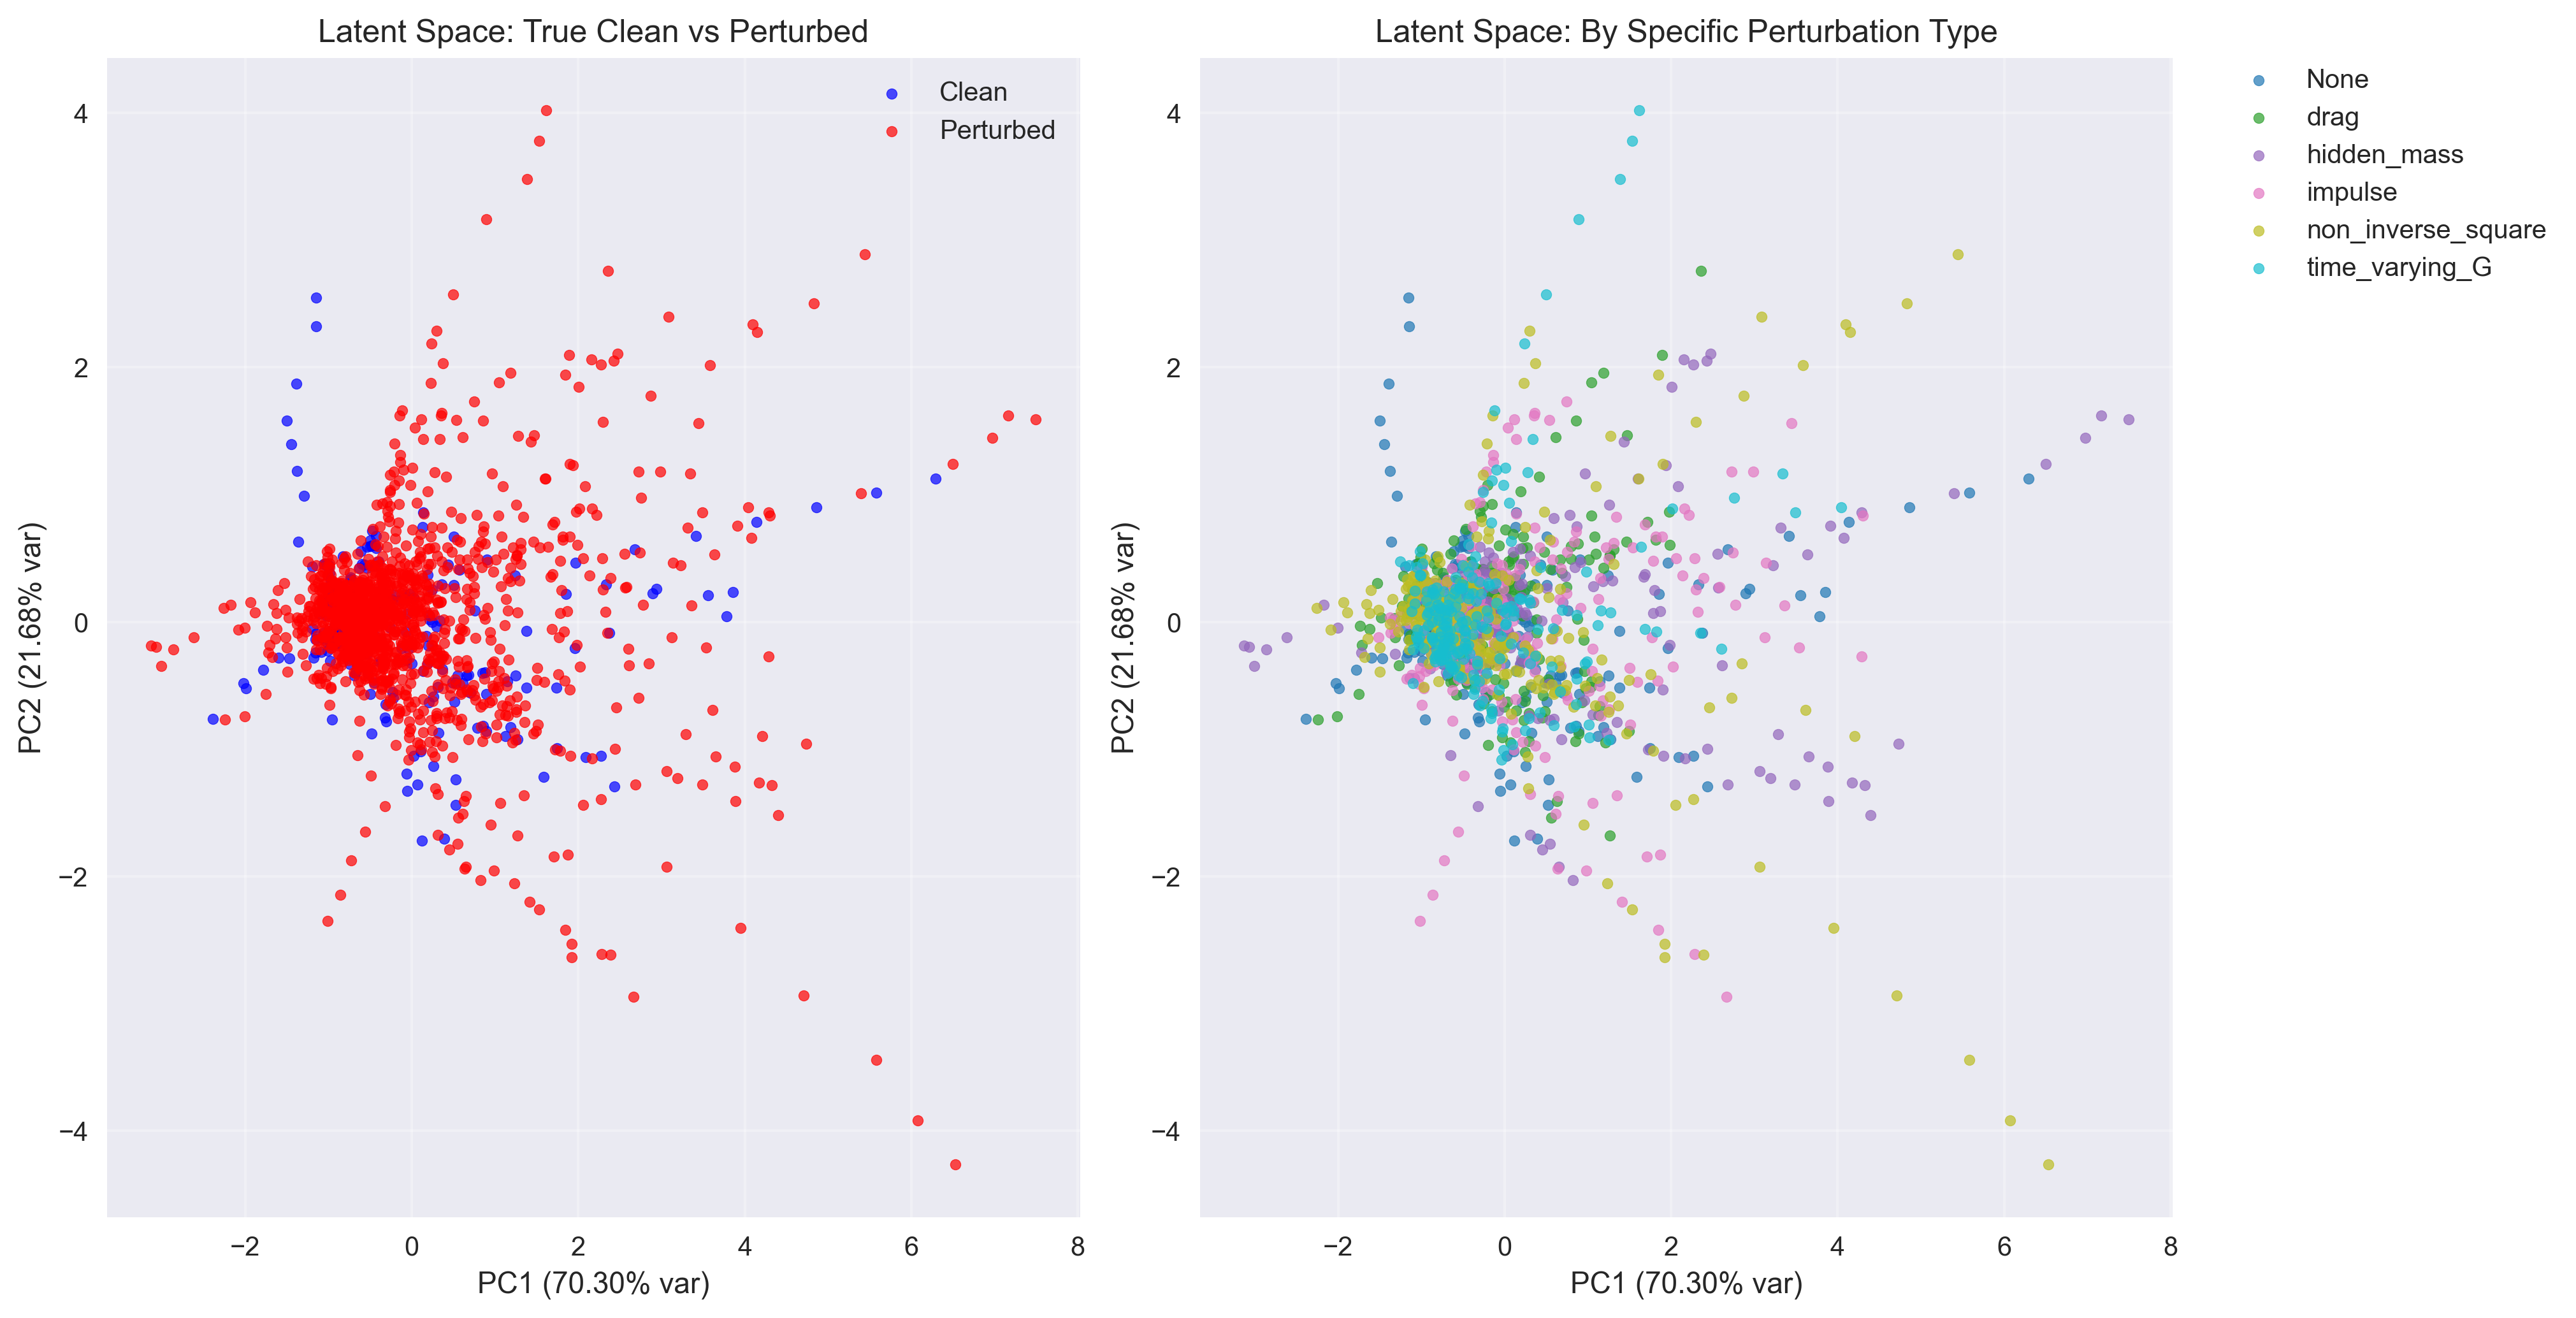 Latent Space: True Clean vs Perturbed
Clean
Perturbed
4
2
0
−2
−4
PC2 (21.68% var)
−2
0
2
4
6
8
PC1 (70.30% var)
Latent Space: By Specific Perturbation Type
4
2
0
−2
−4
PC2 (21.68% var)
−2
0
2
4
6
8
PC1 (70.30% var)
None
drag
hidden_mass
impulse
non_inverse_square
time_varying_G